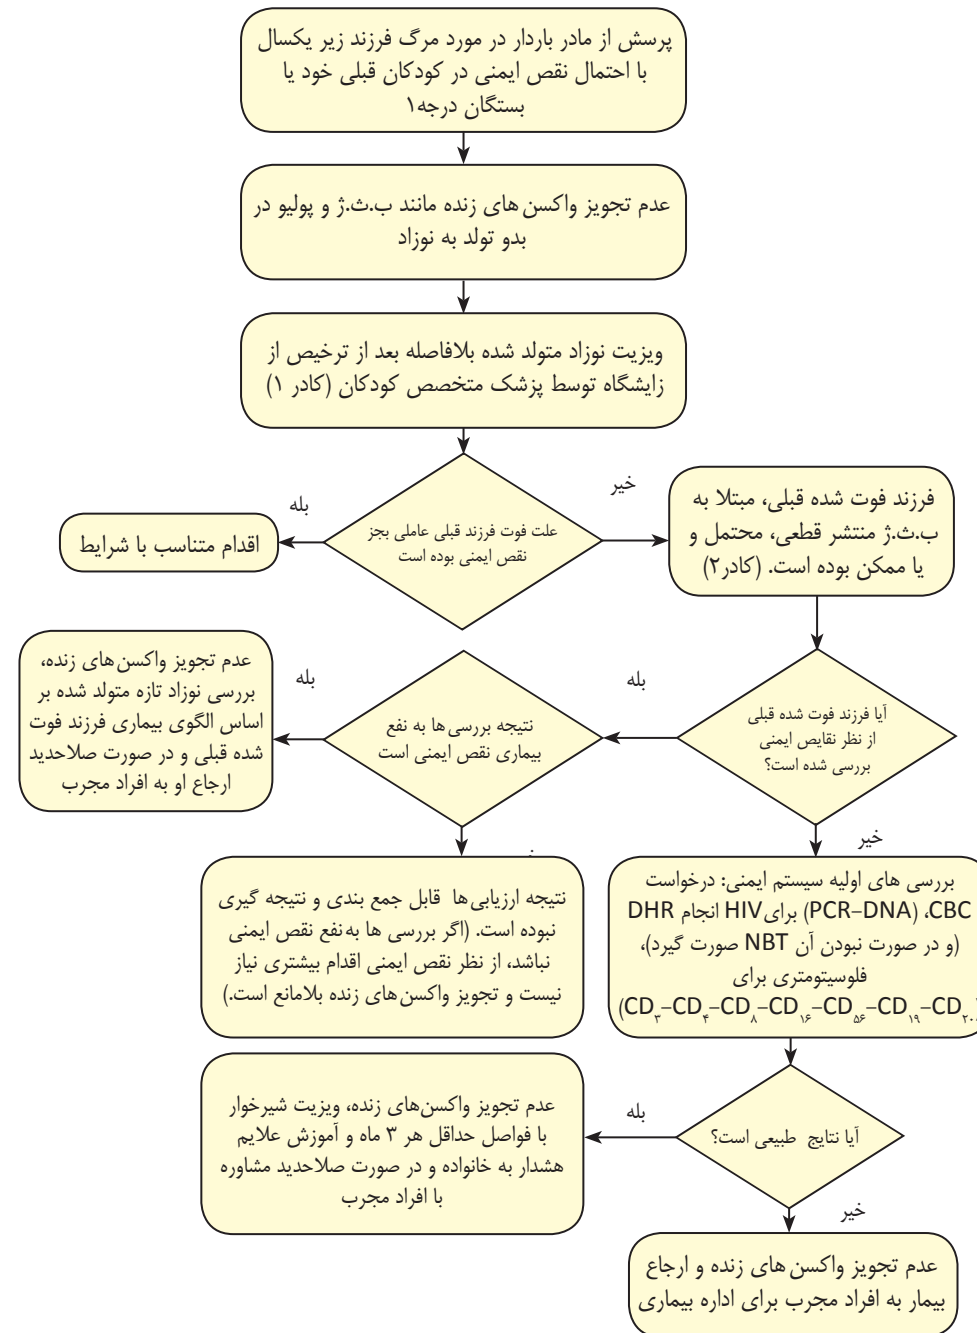 پرسش از مادر باردار در مورد مرگ فرزند زیر یکسال
با احتمال نقص ایمنی در کودکان قبلی خود یا
بستگان درجه۱
عدم تجویز واکسن های زنده مانند ب.ث.ژ و پولیو در
بدو تولد به نوزاد
ویزیت نوزاد متولد شده بلافاصله بعد از ترخیص از
زایشگاه توسط پزشک متخصص کودکان (کادر ۱)
علت فوت فرزند قبلی عاملی بجز
نقص ایمنی بوده است
بله
اقدام متناسب با شرایط
خیر
فرزند فوت شده قبلی، مبتلا به
ب.ث.ژ منتشر قطعی، محتمل و
یا ممکن بوده است. (کادر۲)
آیا فرزند فوت شده قبلی
از نظر نقایص ایمنی
بررسی شده است؟
بله
نتیجه بررسی ها به نفع
بیماری نقص ایمنی است
بله
عدم تجویز واکسن های زنده،
بررسی نوزاد تازه متولد شده بر
اساس الگوی بیماری فرزند فوت
شده قبلی و در صورت صلاحدید
ارجاع او به افراد مجرب
نتیجه ارزیابی ها قابل جمع بندی و نتیجه گیری
نبوده است. (اگر بررسی ها به نفع نقص ایمنی
نباشد، از نظر نقص ایمنی اقدام بیشتری نیاز
نیست و تجویز واکسن های زنده بلامانع است.)
خیر
بررسی های اولیه سیستم ایمنی: درخواست
CBC، (PCR–DNA) برای HIV انجام DHR
(و در صورت نبودن آن NBT صورت گیرد)،
فلوسیتومتری برای
(CD۳–CD۴–CD۸–CD۱۶–CD۵۶–CD۱۹–CD۲۰
آیا نتایج طبیعی است؟
بله
عدم تجویز واکسن‌های زنده، ویزیت شیرخوار
با فواصل حداقل هر ۳ ماه و آموزش علایم
هشدار به خانواده و در صورت صلاحدید مشاوره
با افراد مجرب
خیر
عدم تجویز واکسن های زنده و ارجاع
بیمار به افراد مجرب برای اداره بیماری